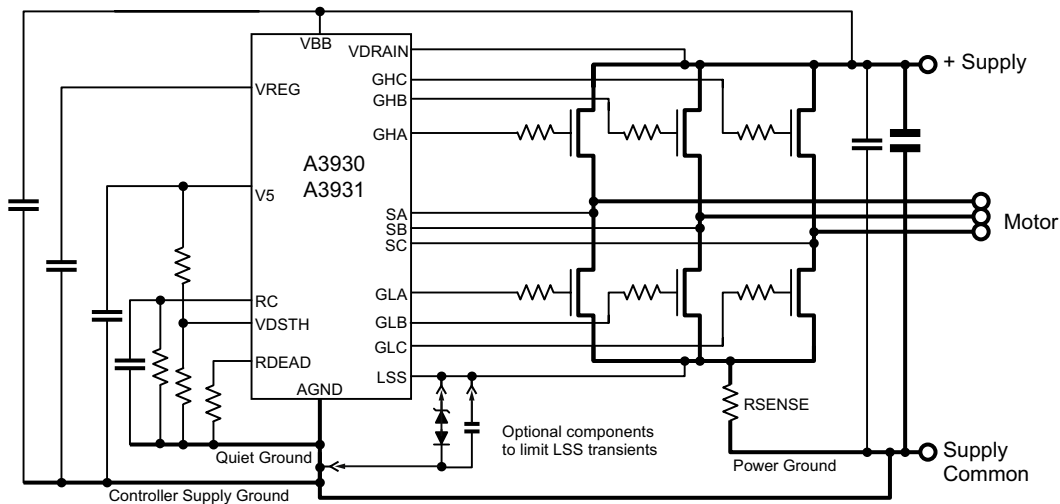 VBB
VDRAIN
+ Supply
GHC
VREG
GHB
GHA
A3930
A3931
V5
SA
SB
SC
Motor
GLA
RC
GLB
VDSTH
GLC
RDEAD
LSS
AGND
RSENSE
Optional components
to limit LSS transients
Quiet Ground
Power Ground
Supply
Common
Controller Supply Ground